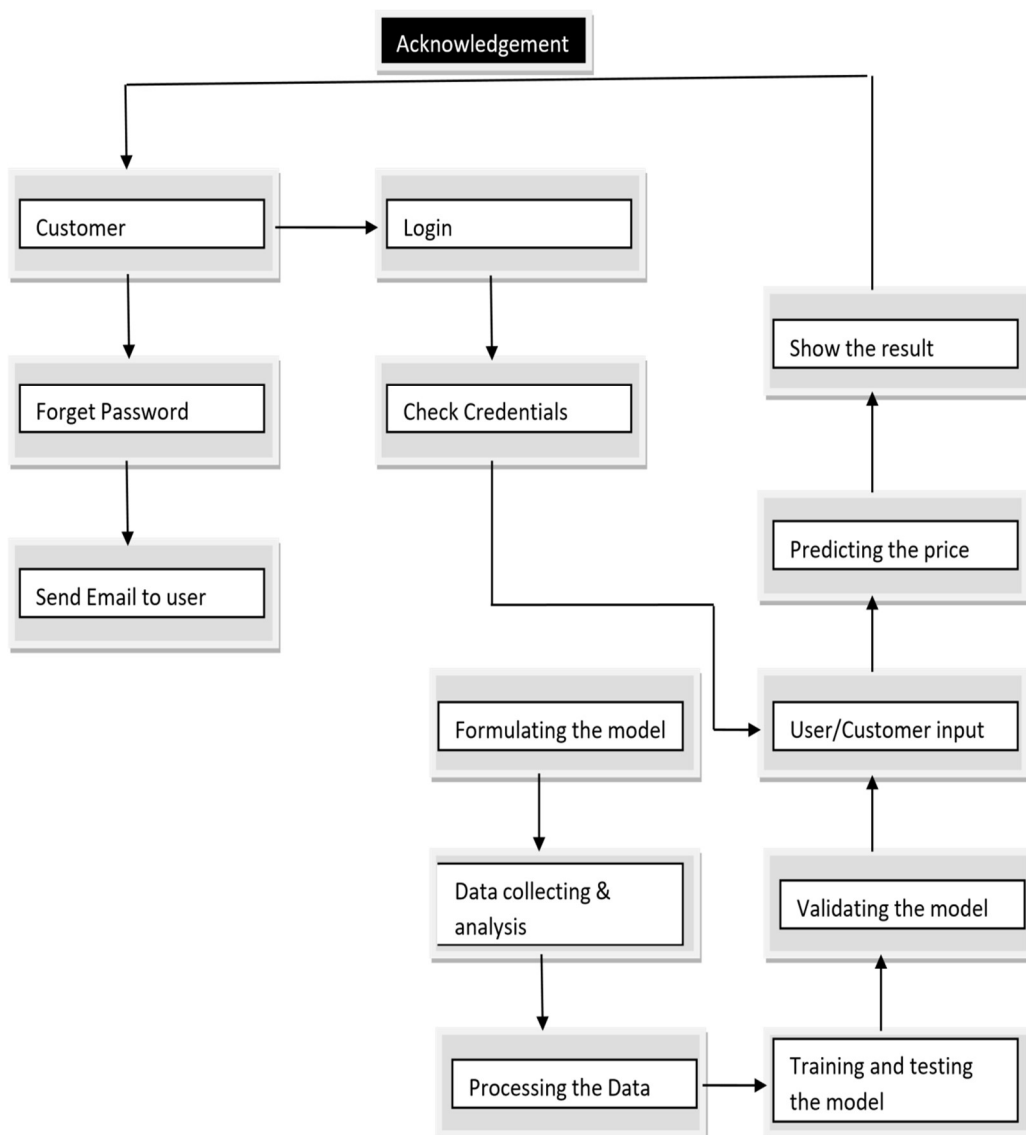 Acknowledgement
Customer
Login
Show the result
Forget Password
Check Credentials
Predicting the price
Send Email to user
Formulating the model
User/Customer input
Data collecting &
analysis
Validating the model
Processing the Data
Training and testing
the model